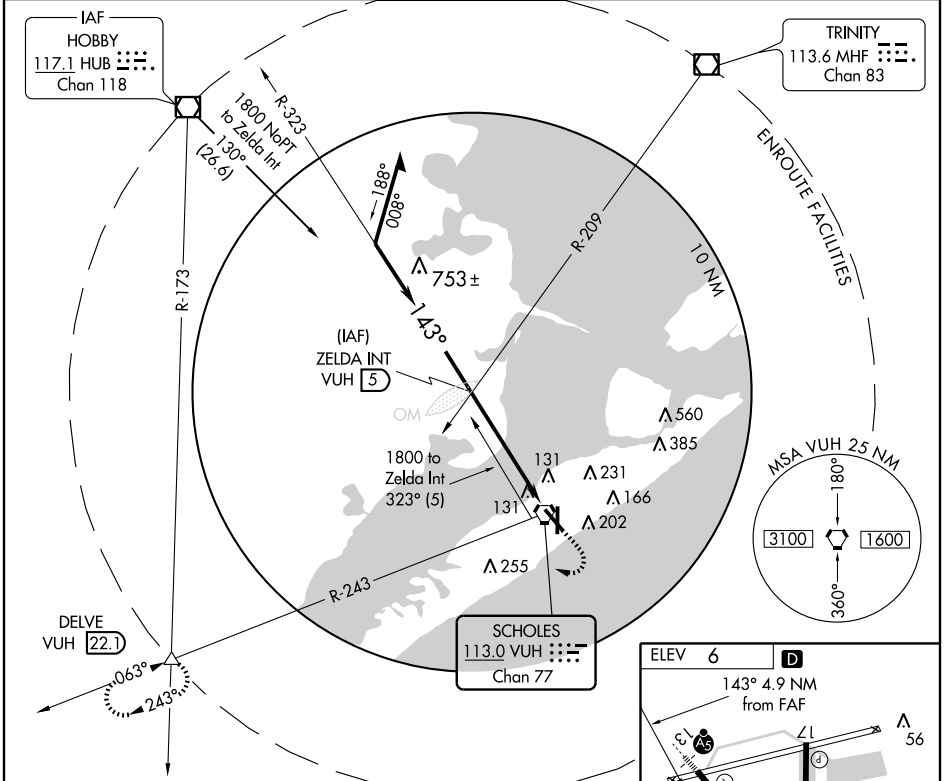 IAF
HOBBY
117.1 HUB
Chan 118
TRINITY
113.6 MHF
Chan 83
R-323
1800 NoPT
to Zelda Int
130°
(26.6)
188°
008°
R-209
ENROUTE FACILITIES
10 NM
R-173
753±
143°
(IAF)
ZELDA INT
VUH 5
OM
560
385
1800 to
Zelda Int
323° (5)
131
231
131
166
202
255
MSA VUH 25 NM
180°
3100
1600
360°
R-243
DELVE
VUH 22.1
063°
243°
SCHOLES
113.0 VUH
Chan 77
ELEV 6
D
143° 4.9 NM
from FAF
13
A5
17
P
56